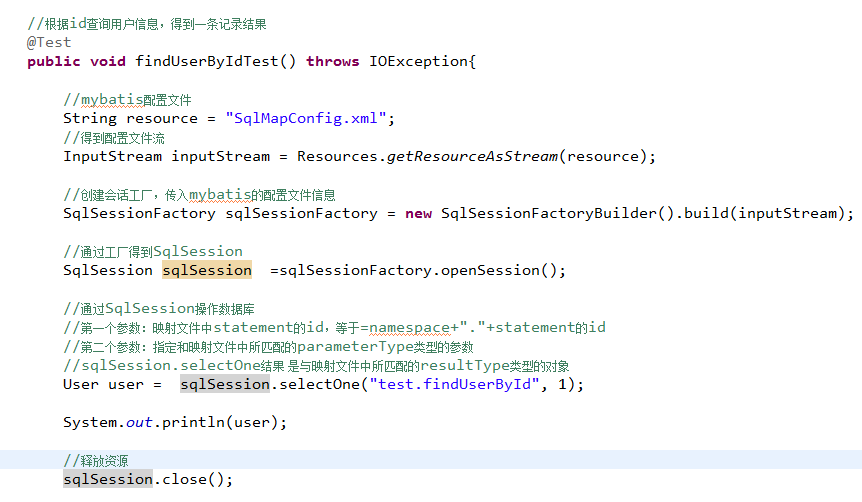 //根据id查询用户信息，得到一条记录结果
@Test
public void findUserByIdTest() throws IOException{
//mybatis配置文件
String resource = "SqlMapConfig.xml";
//得到配置文件流
InputStream inputStream = Resources.getResourceAsStream(resource);
//创建会话工厂，传入mybatis的配置文件信息
SqlSessionFactory sqlSessionFactory = new SqlSessionFactoryBuilder().build(inputStream);
//通过工厂得到SqlSession
SqlSession sqlSession  =sqlSessionFactory.openSession();
//通过SqlSession操作数据库
//第一个参数：映射文件中statement的id，等于=namespace+"."+statement的id
//第二个参数：指定和映射文件中所匹配的parameterType类型的参数
//sqlSession.selectOne结果 是与映射文件中所匹配的resultType类型的对象
User user =  sqlSession.selectOne("test.findUserById", 1);
System.out.println(user);
//释放资源
sqlSession.close();